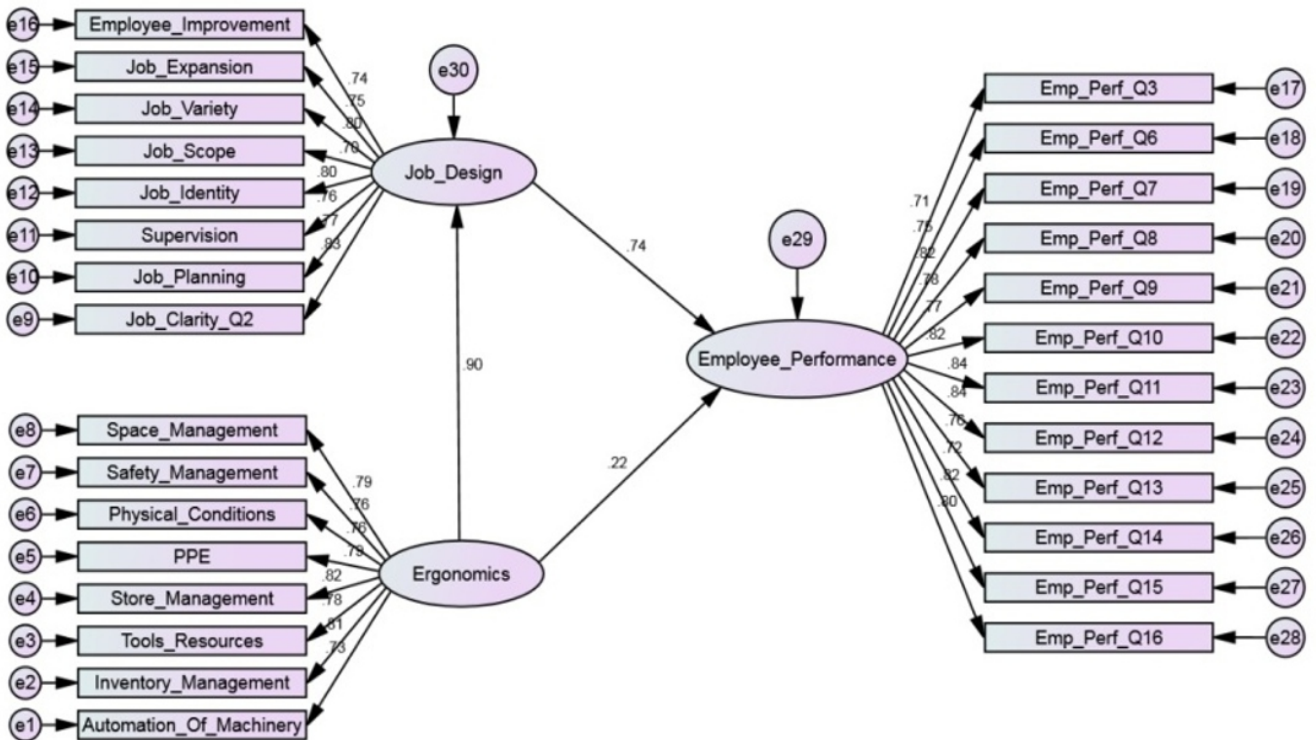 e16 Employee_Improvement
e15 Job_Expansion
e14 Job_Variety
e13 Job_Scope
e12 Job_Identity
e11 Supervision
e10 Job_Planning
e9 Job_Clarity_Q2
.74
.75
.80
.70
.80
.76
.77
.83
e30
Job_Design
.74
.90
e8 Space_Management
e7 Safety_Management
e6 Physical_Conditions
e5 PPE
e4 Store_Management
e3 Tools_Resources
e2 Inventory_Management
e1 Automation_Of_Machinery
.79
.76
.76
.79
.82
.78
.81
.73
Ergonomics
.22
e29
Employee_Performance
.71
.75
.82
.78
.77
.82
.84
.84
.76
.72
.82
.80
Emp_Perf_Q3 e17
Emp_Perf_Q6 e18
Emp_Perf_Q7 e19
Emp_Perf_Q8 e20
Emp_Perf_Q9 e21
Emp_Perf_Q10 e22
Emp_Perf_Q11 e23
Emp_Perf_Q12 e24
Emp_Perf_Q13 e25
Emp_Perf_Q14 e26
Emp_Perf_Q15 e27
Emp_Perf_Q16 e28